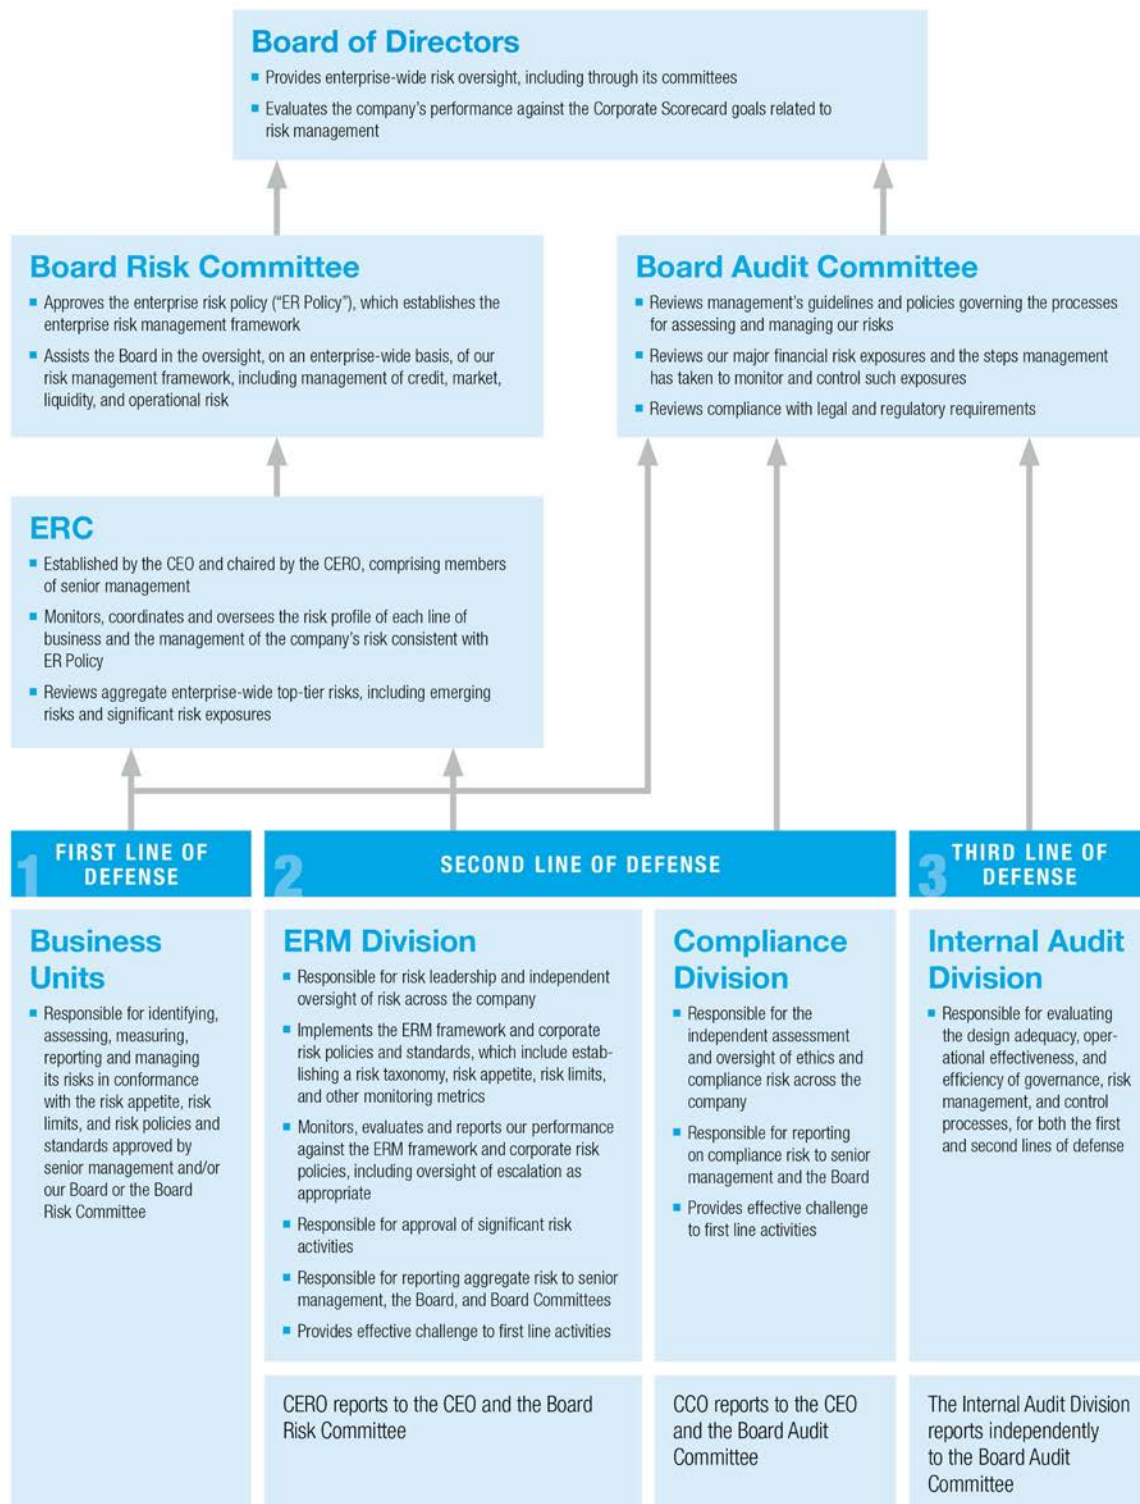 Board of Directors
▪ Provides enterprise-wide risk oversight, including through its committees
▪ Evaluates the company's performance against the Corporate Scorecard goals related to
risk management
Board Risk Committee
▪ Approves the enterprise risk policy ("ER Policy"), which establishes the
enterprise risk management framework
▪ Assists the Board in the oversight, on an enterprise-wide basis, of our
risk management framework, including management of credit, market,
liquidity, and operational risk
Board Audit Committee
▪ Reviews management's guidelines and policies governing the processes
for assessing and managing our risks
▪ Reviews our major financial risk exposures and the steps management
has taken to monitor and control such exposures
▪ Reviews compliance with legal and regulatory requirements
ERC
▪ Established by the CEO and chaired by the CERO, comprising members
of senior management
▪ Monitors, coordinates and oversees the risk profile of each line of
business and the management of the company's risk consistent with
ER Policy
▪ Reviews aggregate enterprise-wide top-tier risks, including emerging
risks and significant risk exposures
1
FIRST LINE OF
DEFENSE
Business
Units
▪ Responsible for identifying,
assessing, measuring,
reporting and managing
its risks in conformance
with the risk appetite, risk
limits, and risk policies and
standards approved by
senior management and/or
our Board or the Board
Risk Committee
2
SECOND LINE OF DEFENSE
ERM Division
▪ Responsible for risk leadership and independent
oversight of risk across the company
▪ Implements the ERM framework and corporate
risk policies and standards, which include estab-
lishing a risk taxonomy, risk appetite, risk limits,
and other monitoring metrics
▪ Monitors, evaluates and reports our performance
against the ERM framework and corporate risk
policies, including oversight of escalation as
appropriate
▪ Responsible for approval of significant risk
activities
▪ Responsible for reporting aggregate risk to senior
management, the Board, and Board Committees
▪ Provides effective challenge to first line activities
CERO reports to the CEO and the Board
Risk Committee
Compliance
Division
▪ Responsible for the
independent assessment
and oversight of ethics and
compliance risk across the
company
▪ Responsible for reporting
on compliance risk to senior
management and the Board
▪ Provides effective challenge
to first line activities
CCO reports to the CEO
and the Board Audit
Committee
3
THIRD LINE OF
DEFENSE
Internal Audit
Division
▪ Responsible for evaluating
the design adequacy, oper-
ational effectiveness, and
efficiency of governance, risk
management, and control
processes, for both the first
and second lines of defense
The Internal Audit Division
reports independently
to the Board Audit
Committee